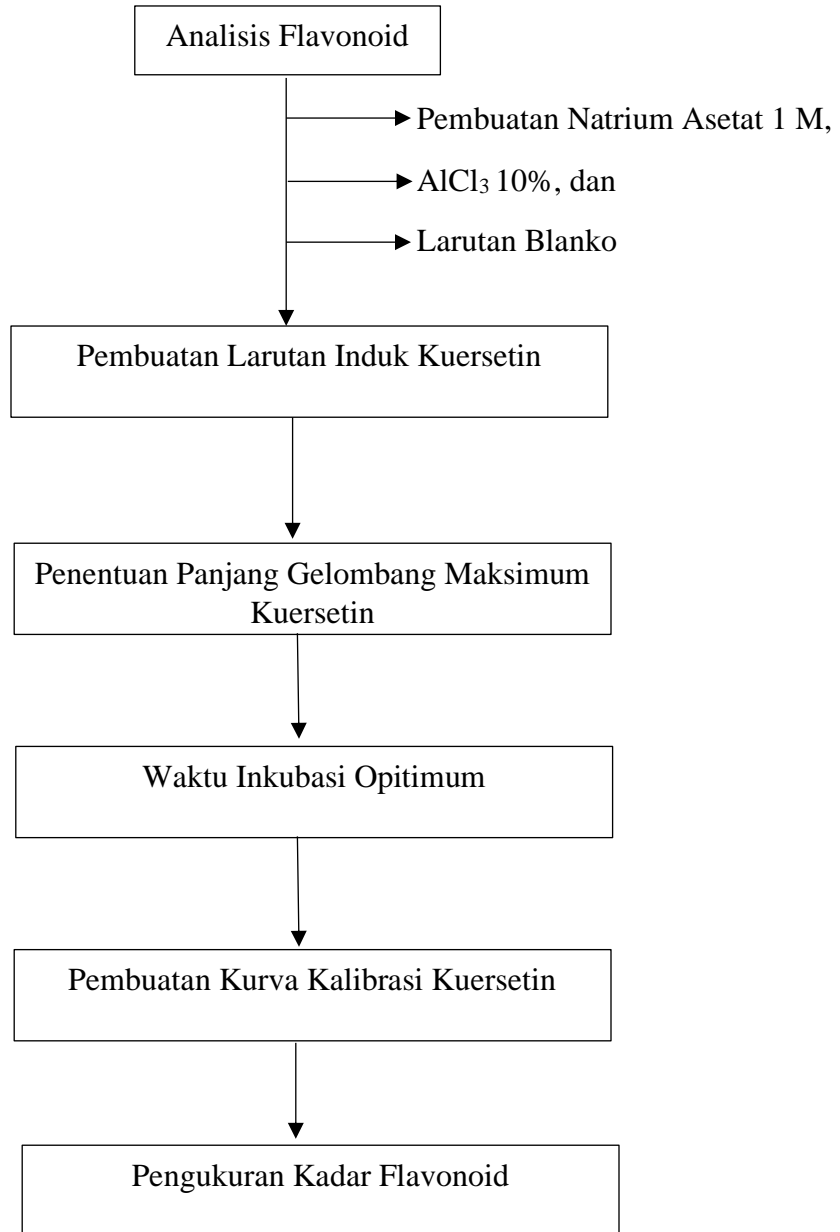 Analisis Flavonoid
Pembuatan Natrium Asetat 1 M,
AlCl₃ 10%, dan
Larutan Blanko
Pembuatan Larutan Induk Kuersetin
Penentuan Panjang Gelombang Maksimum
Kuersetin
Waktu Inkubasi Opitimum
Pembuatan Kurva Kalibrasi Kuersetin
Pengukuran Kadar Flavonoid